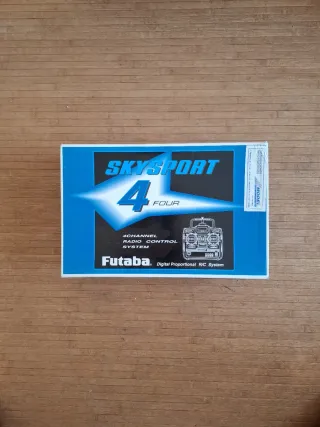 SKYSPORT
4 FOUR
4CHANNEL
RADIO CONTROL
SYSTEM
Futaba. Digital Proportional R/C System